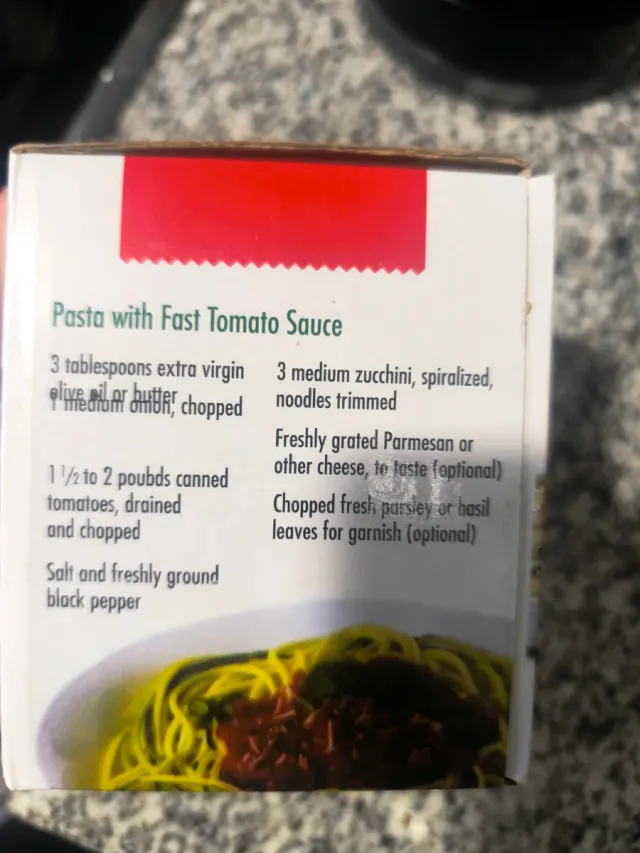 Pasta with Fast Tomato Sauce
3 tablespoons extra virgin
olive oil or butter
1 medium onion, chopped
1 1/2 to 2 poubds canned
tomatoes, drained
and chopped
Salt and freshly ground
black pepper
3 medium zucchini, spiralized,
noodles trimmed
Freshly grated Parmesan or
other cheese, to taste (optional)
Chopped fresh parsley or basil
leaves for garnish (optional)